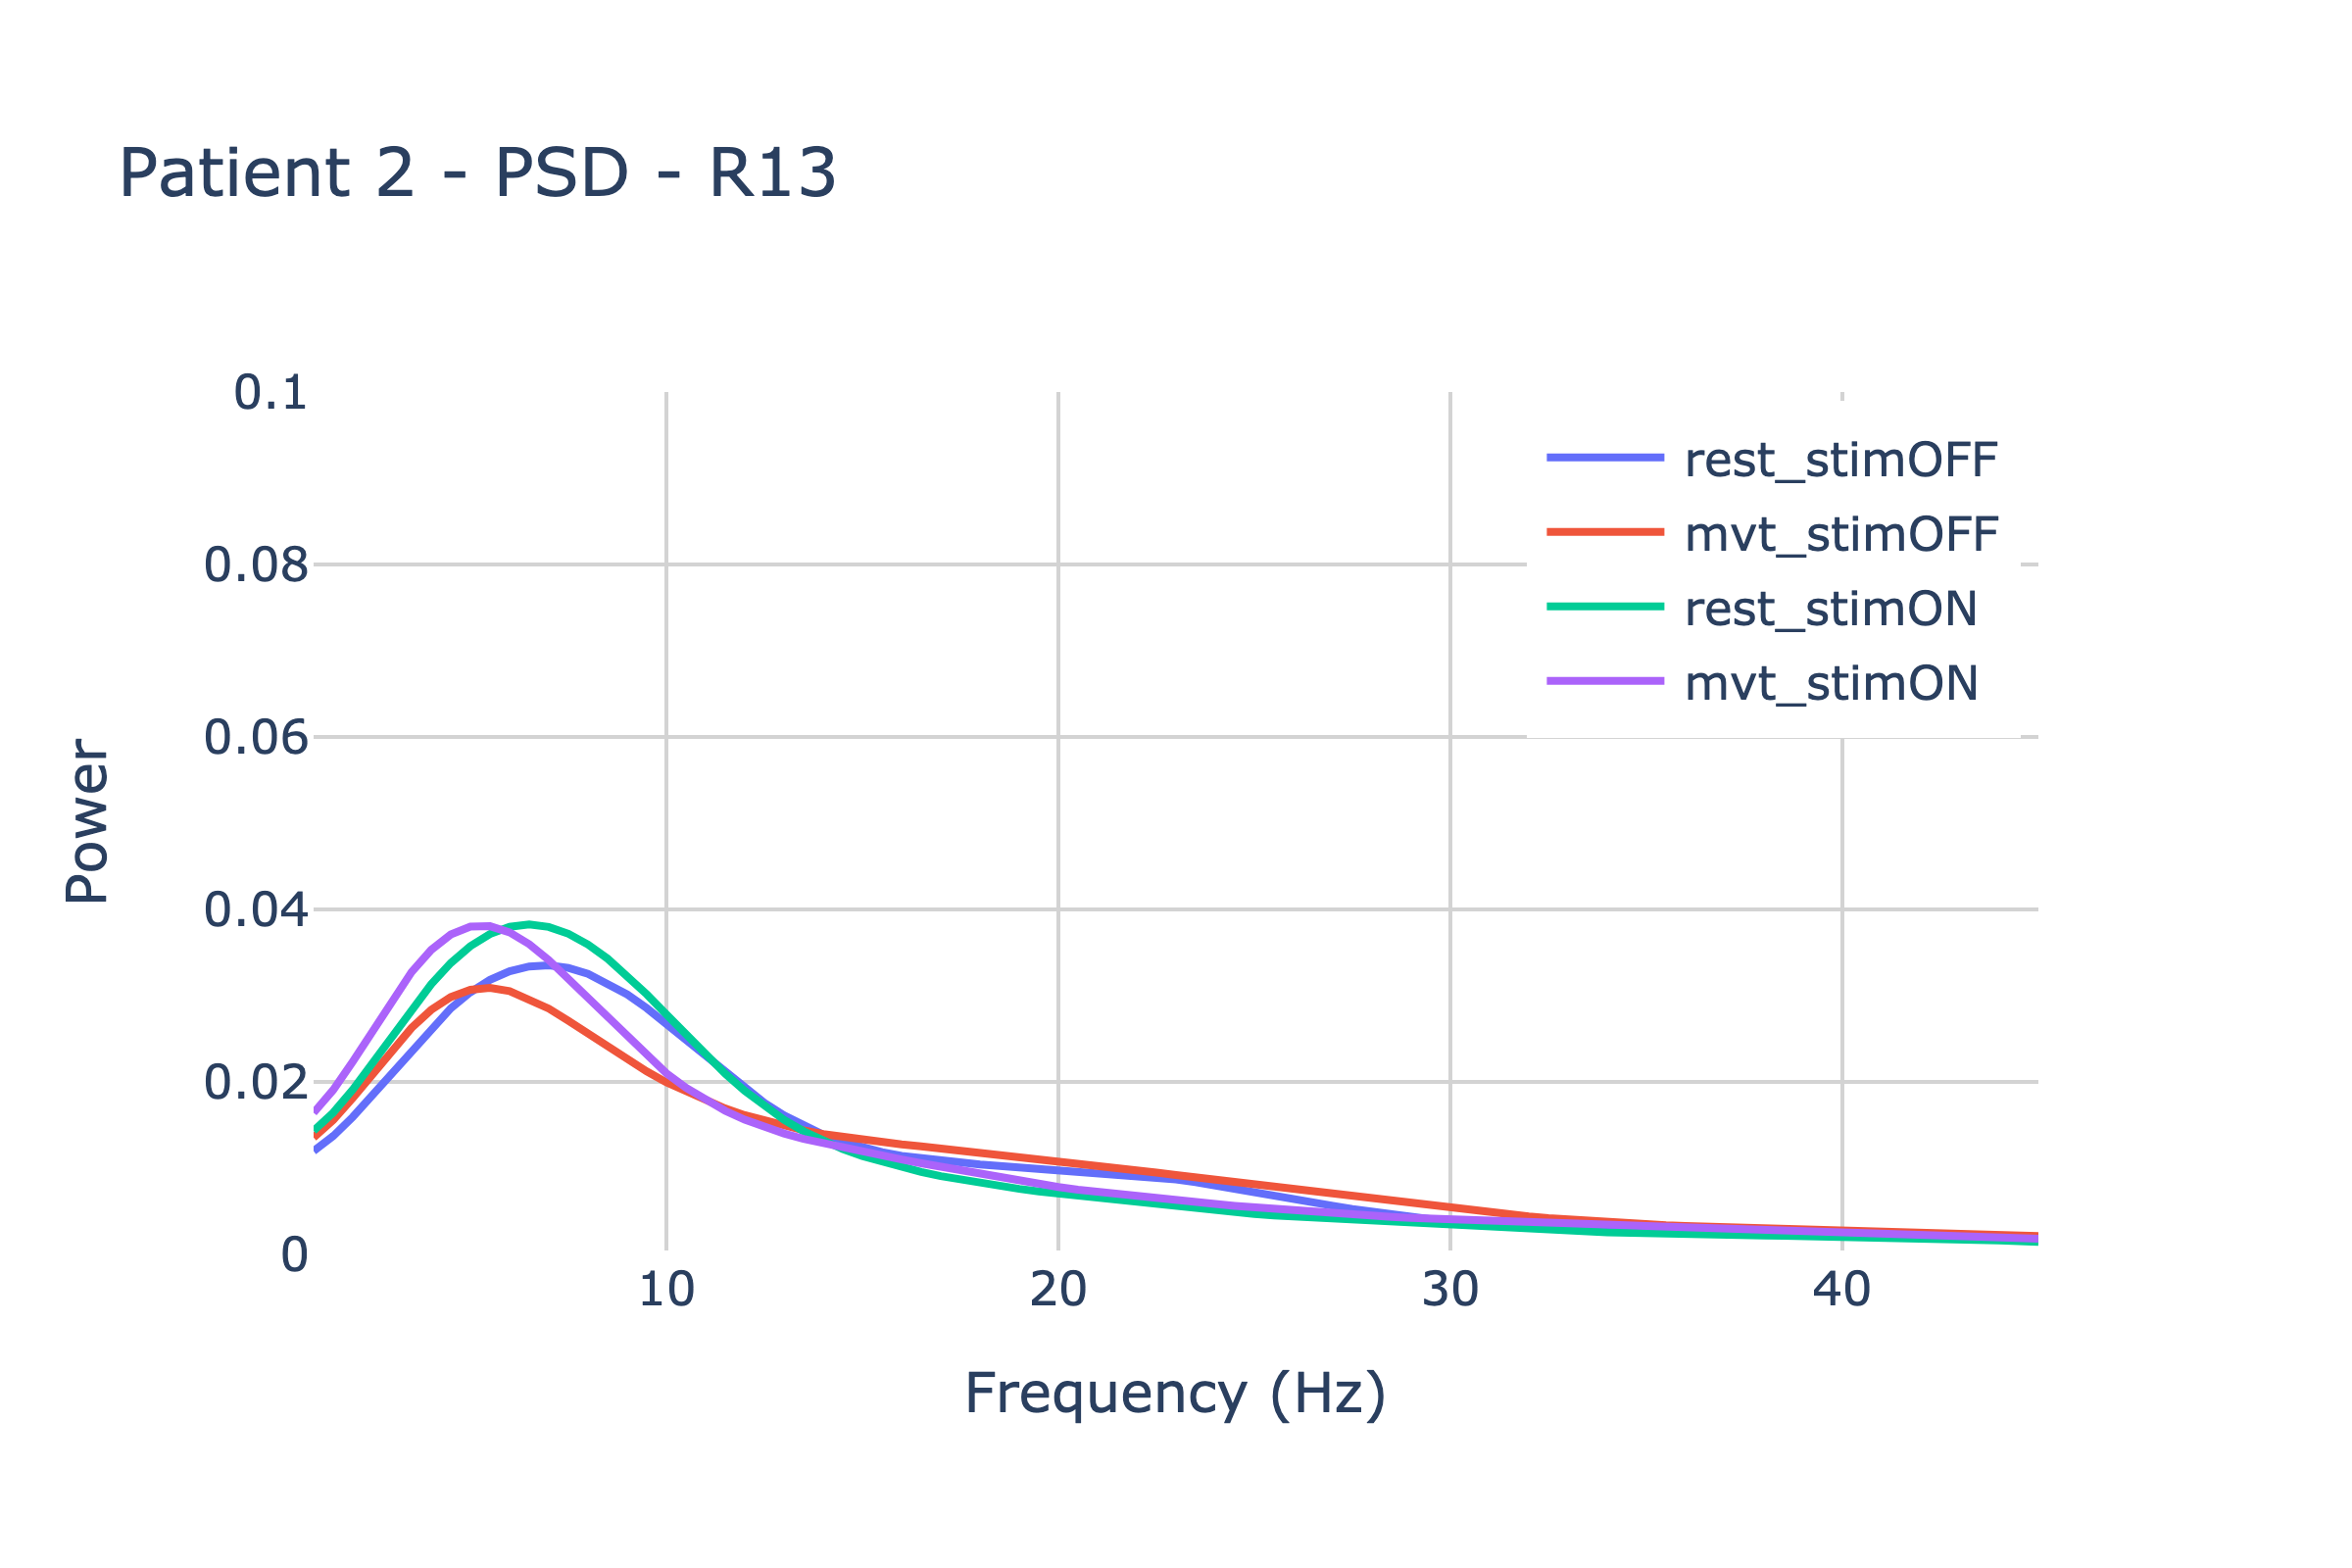 Patient 2 - PSD - R13
0.1
0.08
0.06
0.04
0.02
0
10
20
30
40
Power
Frequency (Hz)
rest_stimOFF
mvt_stimOFF
rest_stimON
mvt_stimON